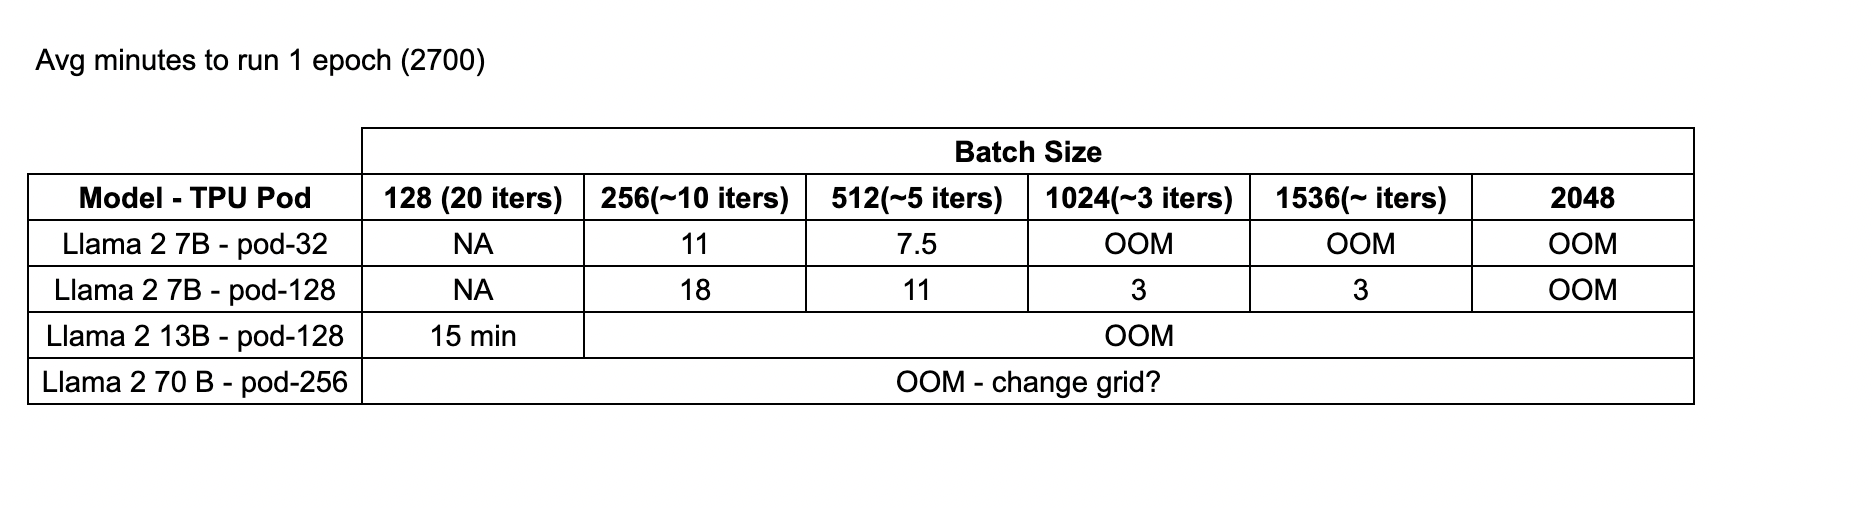 Avg minutes to run 1 epoch (2700)
Batch Size
Model - TPU Pod 128 (20 iters) 256(~10 iters) 512(~5 iters) 1024(~3 iters) 1536(~ iters) 2048
Llama 2 7B - pod-32 NA 11 7.5 OOM OOM OOM
Llama 2 7B - pod-128 NA 18 11 3 3 OOM
Llama 2 13B - pod-128 15 min OOM
Llama 2 70 B - pod-256 OOM - change grid?